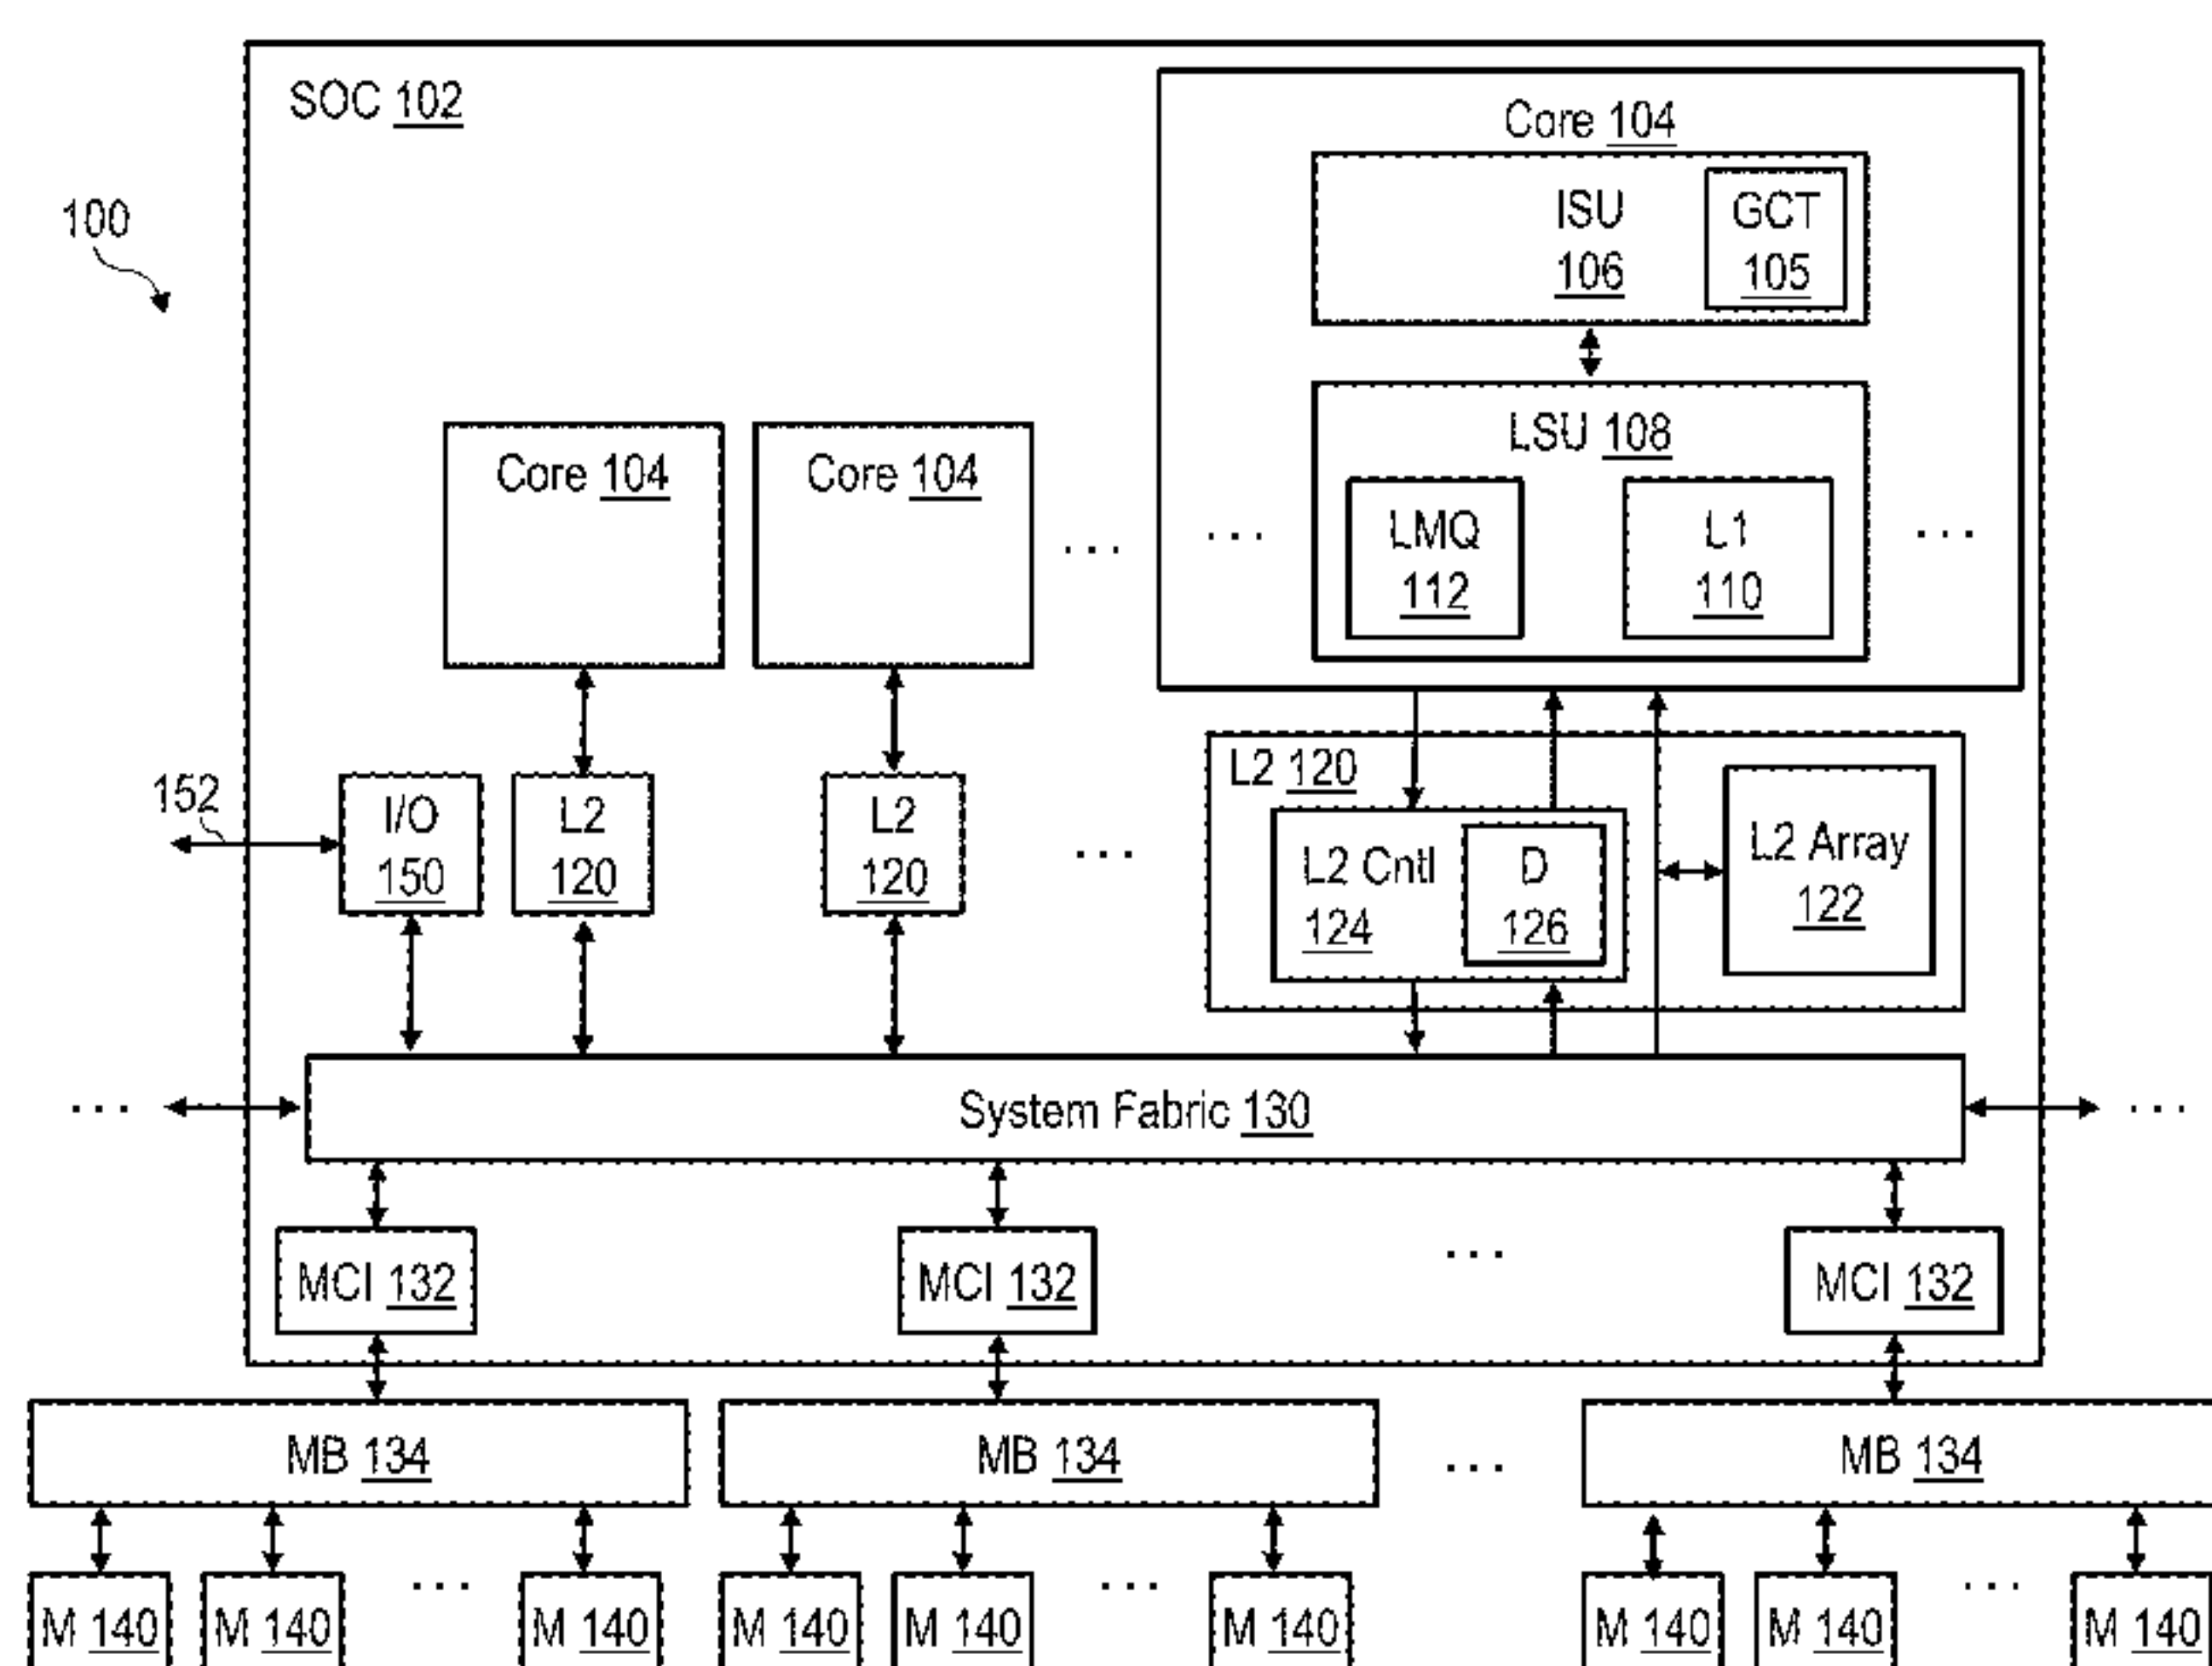 SOC 102
Core 104
ISU
106
GCT
105
100
LSU 108
Core 104
Core 104
...
...
LMQ
112
L1
110
...
152
I/O
150
L2
120
L2
120
...
L2 120
L2 Cntl
124
D
126
L2 Array
122
...
System Fabric 130
...
MCI 132
MCI 132
...
MCI 132
MB 134
MB 134
...
MB 134
M 140
M 140
...
M 140
M 140
M 140
...
M 140
M 140
M 140
...
M 140